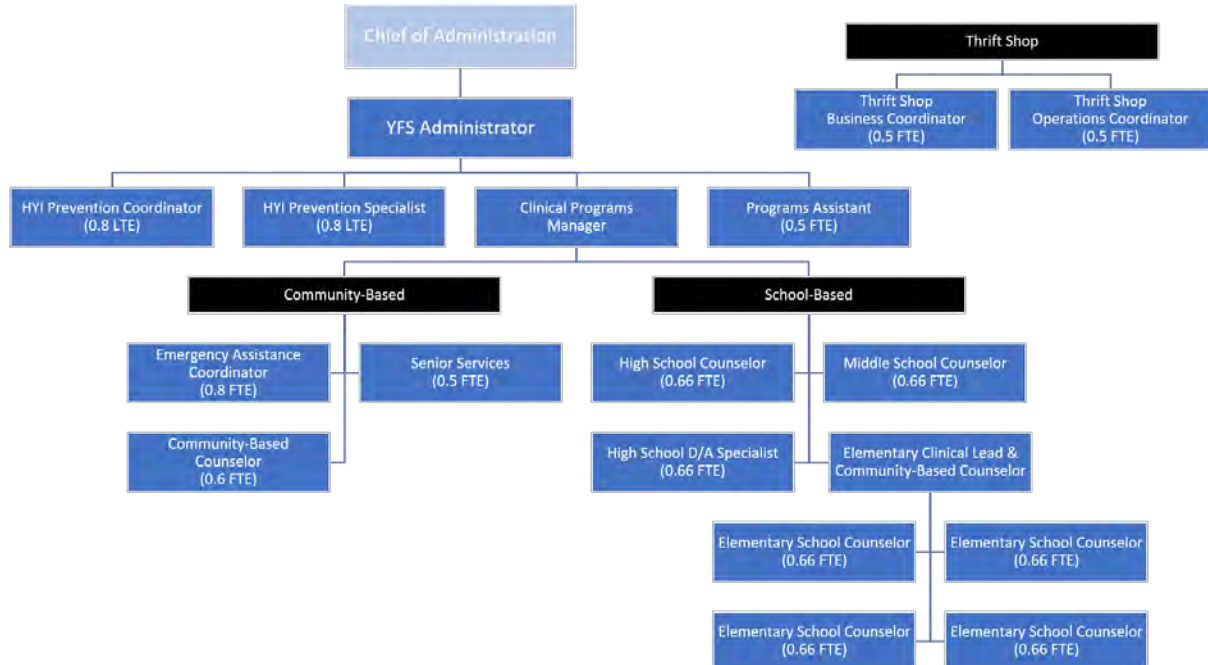 Chief of Administration
Thrift Shop
YFS Administrator
Thrift Shop
Business Coordinator
(0.5 FTE)
Thrift Shop
Operations Coordinator
(0.5 FTE)
HYI Prevention Coordinator
(0.8 LTE)
HYI Prevention Specialist
(0.8 LTE)
Clinical Programs
Manager
Programs Assistant
(0.5 FTE)
Community-Based
School-Based
Emergency Assistance
Coordinator
(0.8 FTE)
Senior Services
(0.5 FTE)
High School Counselor
(0.66 FTE)
Middle School Counselor
(0.66 FTE)
Community-Based
Counselor
(0.6 FTE)
High School D/A Specialist
(0.66 FTE)
Elementary Clinical Lead &
Community-Based Counselor
Elementary School Counselor
(0.66 FTE)
Elementary School Counselor
(0.66 FTE)
Elementary School Counselor
(0.66 FTE)
Elementary School Counselor
(0.66 FTE)